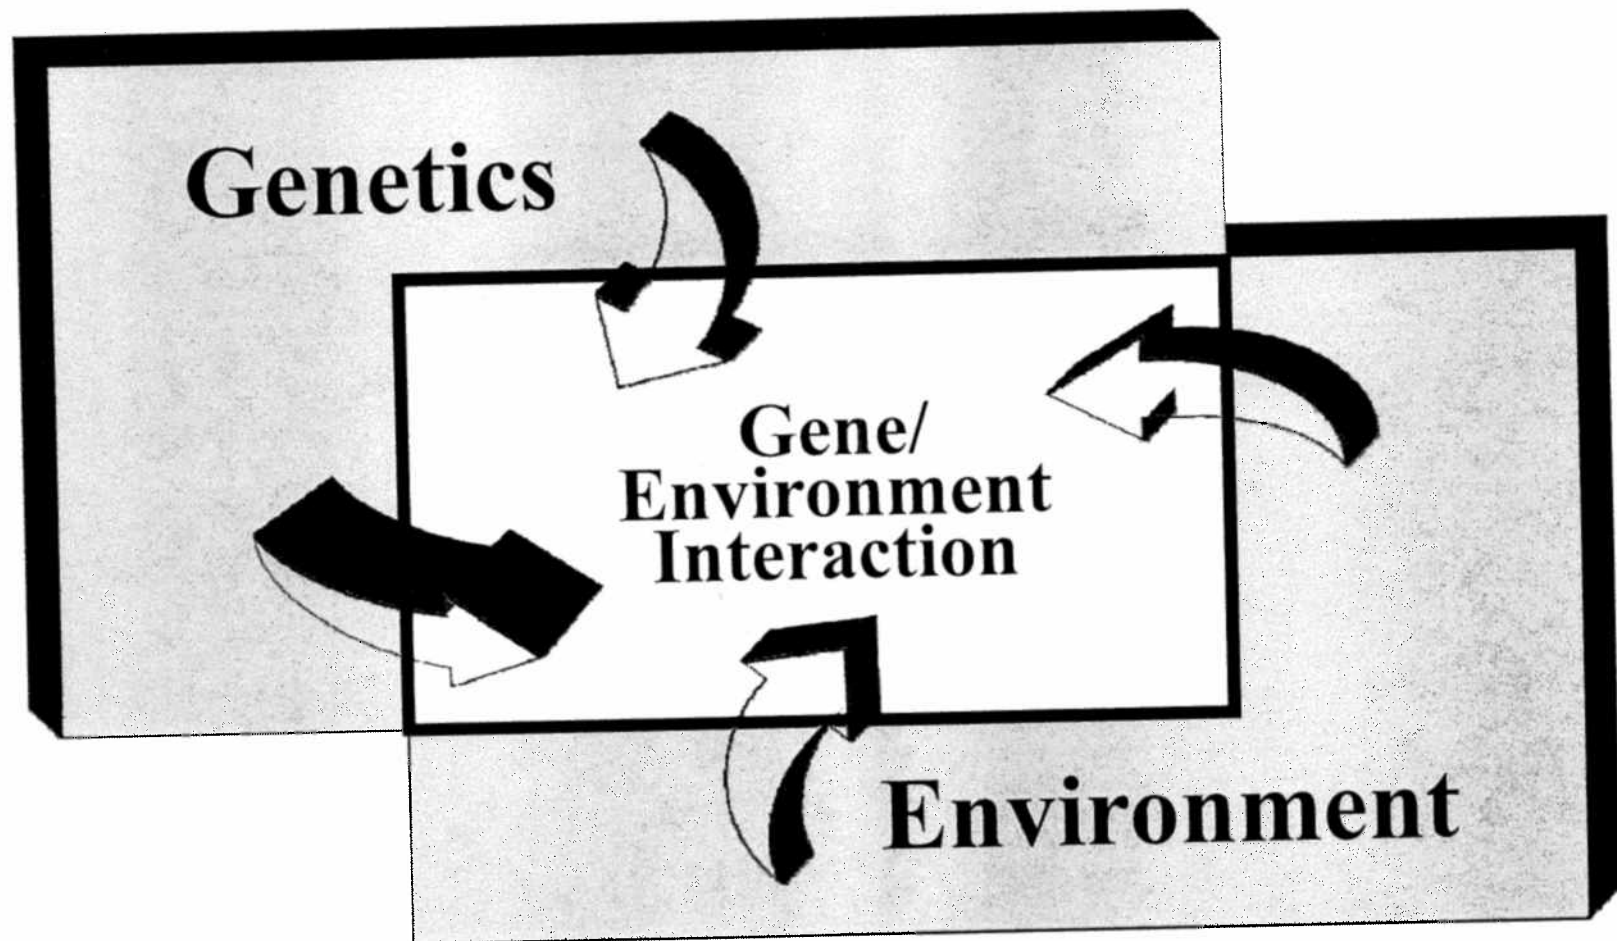 Genetics
Gene/
Environment
Interaction
Environment